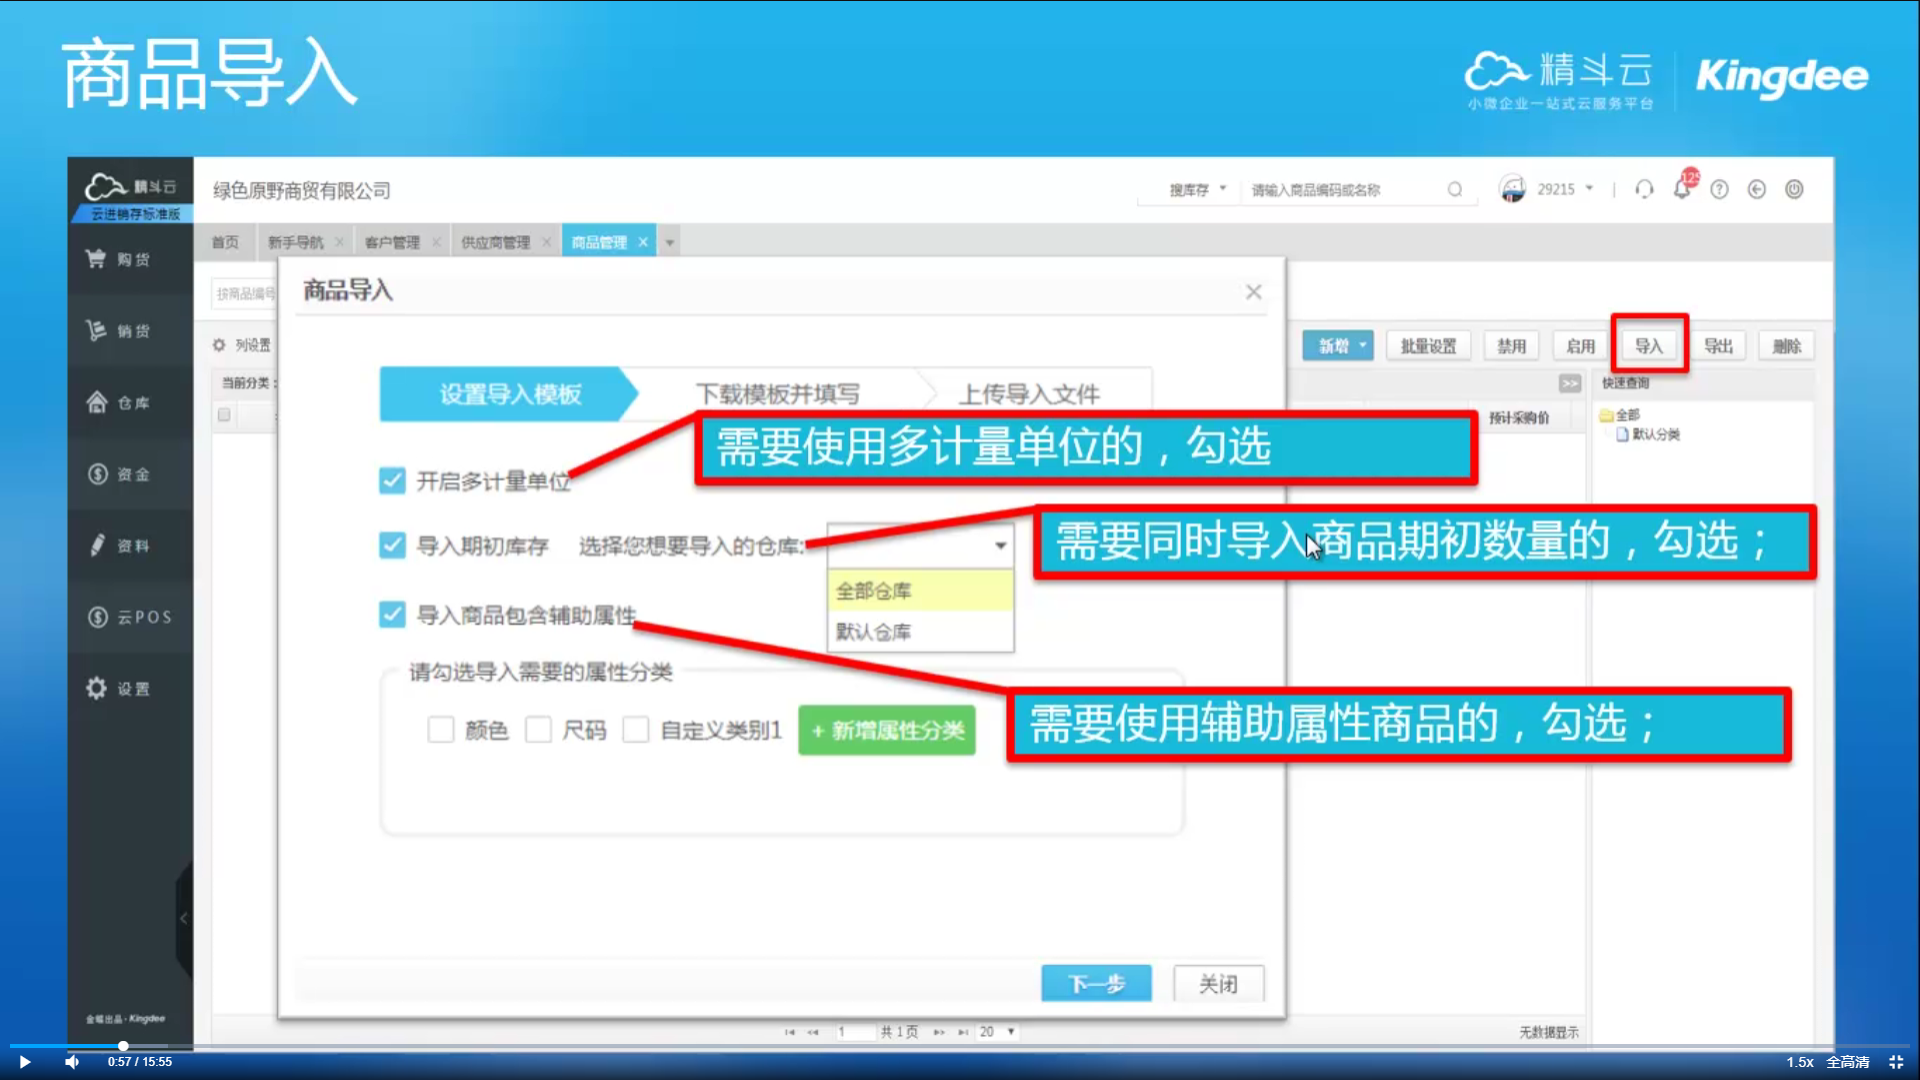 商品导入
精斗云
小微企业一站式云服务平台
Kingdee
精斗云
云进销存标准版
绿色原野商贸有限公司
搜库存
请输入商品编码或名称
29215
125
首页
新手导航
客户管理
供应商管理
商品管理
购货
销货
仓库
资金
资料
云POS
设置
金蝶出品·Kingdee
按商品编号
列设置
当前分类:
新增
批量设置
禁用
启用
导入
导出
删除
快速查询
预计采购价
全部
默认分类
商品导入
设置导入模板
下载模板并填写
上传导入文件
需要使用多计量单位的，勾选
开启多计量单位
需要同时导入商品期初数量的，勾选；
导入期初库存
选择您想要导入的仓库:
全部仓库
默认仓库
导入商品包含辅助属性
请勾选导入需要的属性分类
需要使用辅助属性商品的，勾选；
颜色
尺码
自定义类别1
+ 新增属性分类
下一步
关闭
1
共 1 页
20
无数据显示
0:57 / 15:55
1.5x
全高清